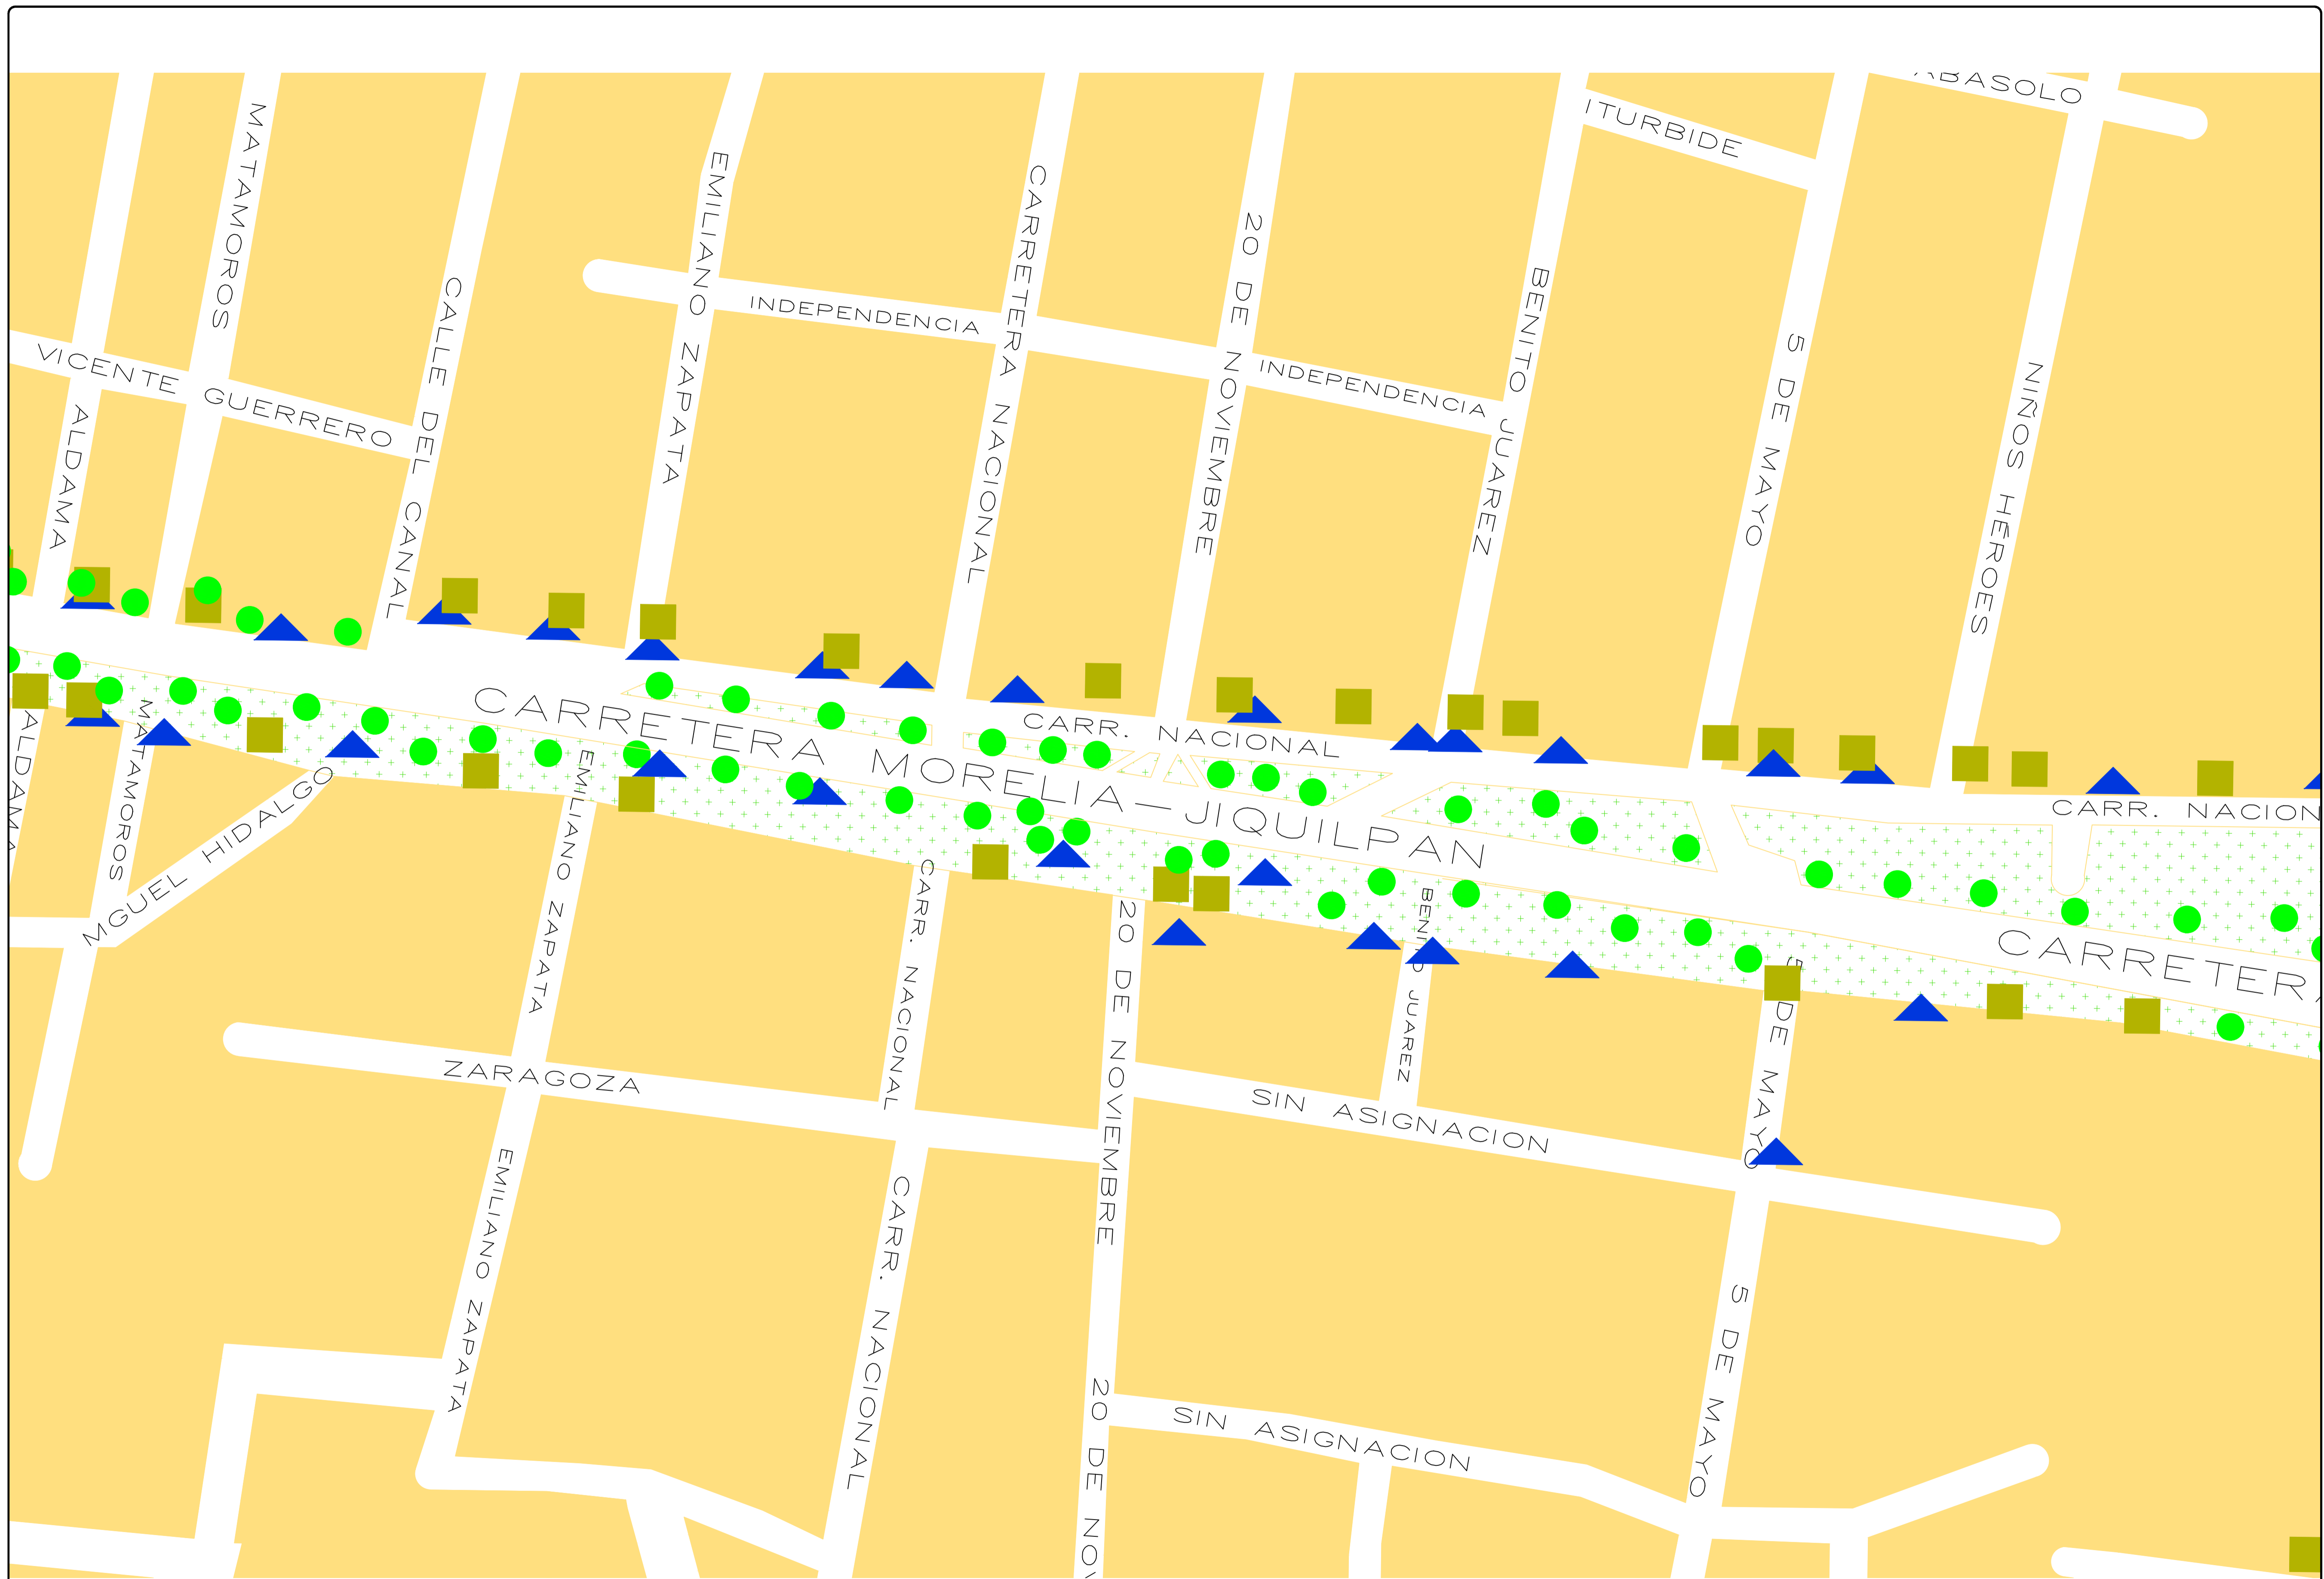 ABASOLO
ITURBIDE
MATAMOROS
EMILIANO ZAPATA
CARRETERA NACIONAL
20 DE NOVIEMBRE
BENITO JUAREZ
CALLE DEL CANAL
INDEPENDENCIA
INDEPENDENCIA
5 DE MAYO
NIÑOS HÉROES
VICENTE GUERRERO
ALDAMA
CARRETERA MORELIA-JIQUILPAN
CARR. NACIONAL
CARR. NACION
ALDAMA
MATAMOROS
MIGUEL HIDALGO
EMILIANO ZAPATA
CARR. NACIONAL
20 DE NOVIEMBRE
BENITO JUAREZ
5 DE MAYO
CARRETER
ZARAGOZA
SIN ASIGNACION
EMILIANO ZAPATA
CARR. NACIONAL
5 DE MAYO
20 DE NOV
SIN ASIGNACION